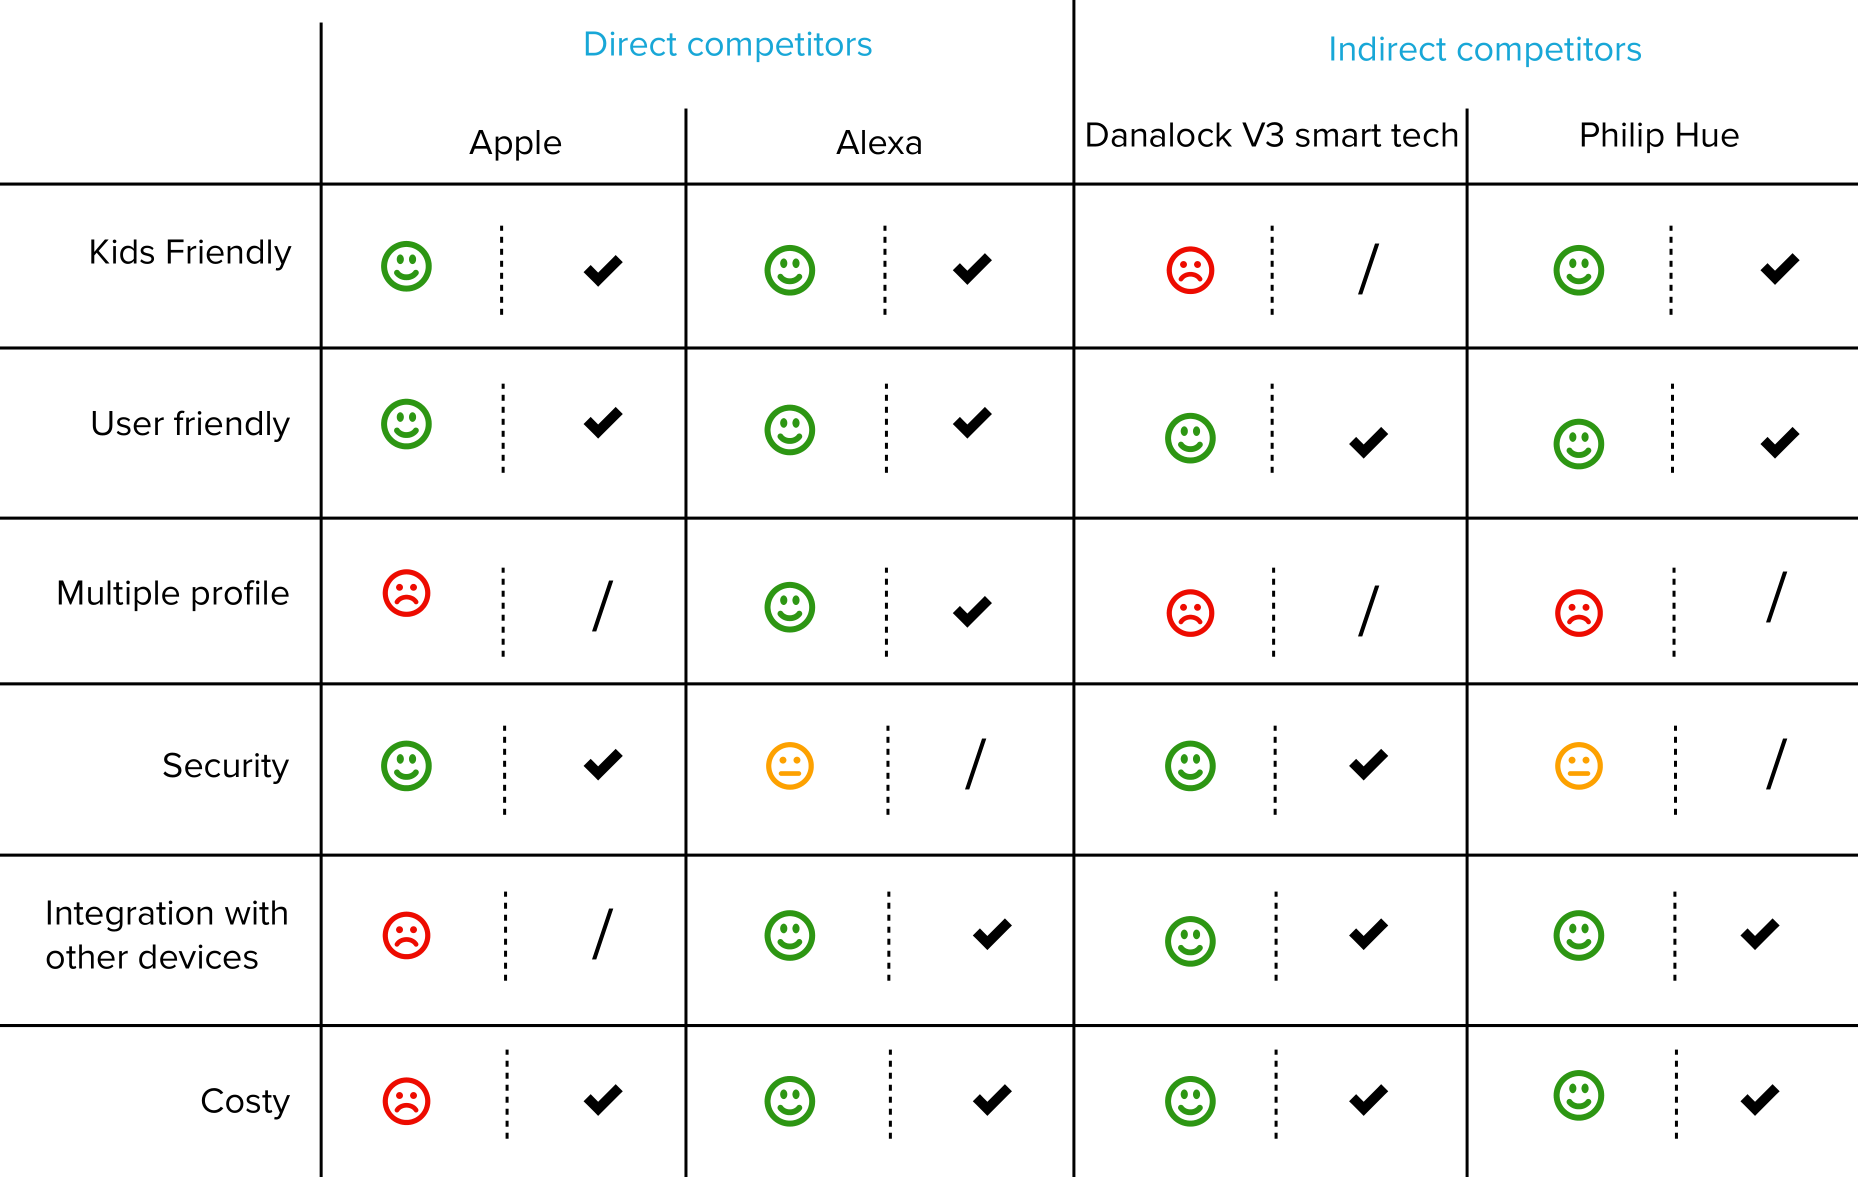 Direct competitors
Indirect competitors
Apple
Alexa
Danalock V3 smart tech
Philip Hue
Kids Friendly
/
User friendly
Multiple profile
/
/
/
Security
/
/
Integration with
other devices
/
Costy